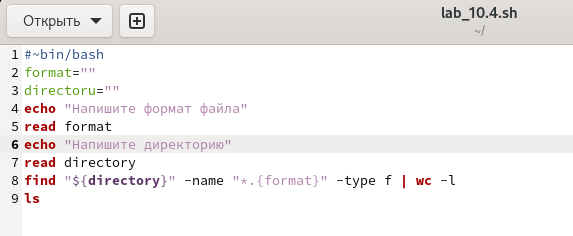 Открыть
lab_10.4.sh
~/
1 #~bin/bash
2 format=""
3 directoru=""
4 echo "Напишите формат файла"
5 read format
6 echo "Напишите директорию"
7 read directory
8 find "${directory}" -name "*.{format}" -type f | wc -l
9 ls